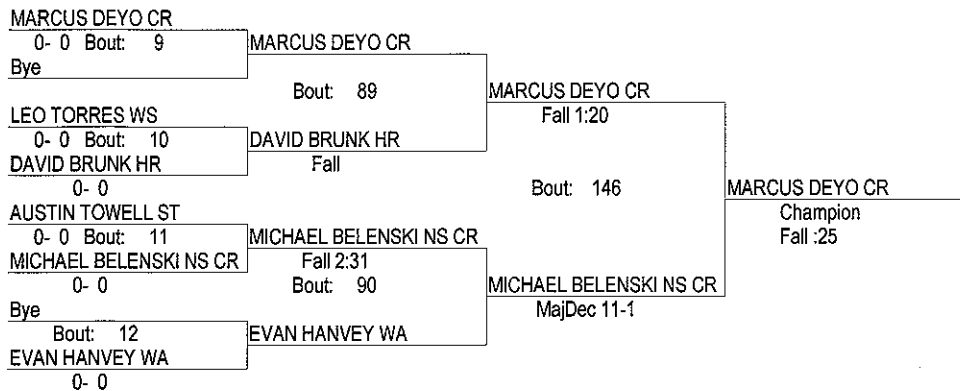 MARCUS DEYO CR
0- 0 Bout: 9
MARCUS DEYO CR
Bye
Bout: 89
MARCUS DEYO CR
Fall 1:20
LEO TORRES WS
0- 0 Bout: 10
DAVID BRUNK HR
DAVID BRUNK HR
Fall
0- 0
Bout: 146
MARCUS DEYO CR
Champion
Fall :25
AUSTIN TOWELL ST
0- 0 Bout: 11
MICHAEL BELENSKI NS CR
MICHAEL BELENSKI NS CR
Fall 2:31
0- 0
Bout: 90
MICHAEL BELENSKI NS CR
MajDec 11-1
Bye
Bout: 12
EVAN HANVEY WA
EVAN HANVEY WA
0- 0